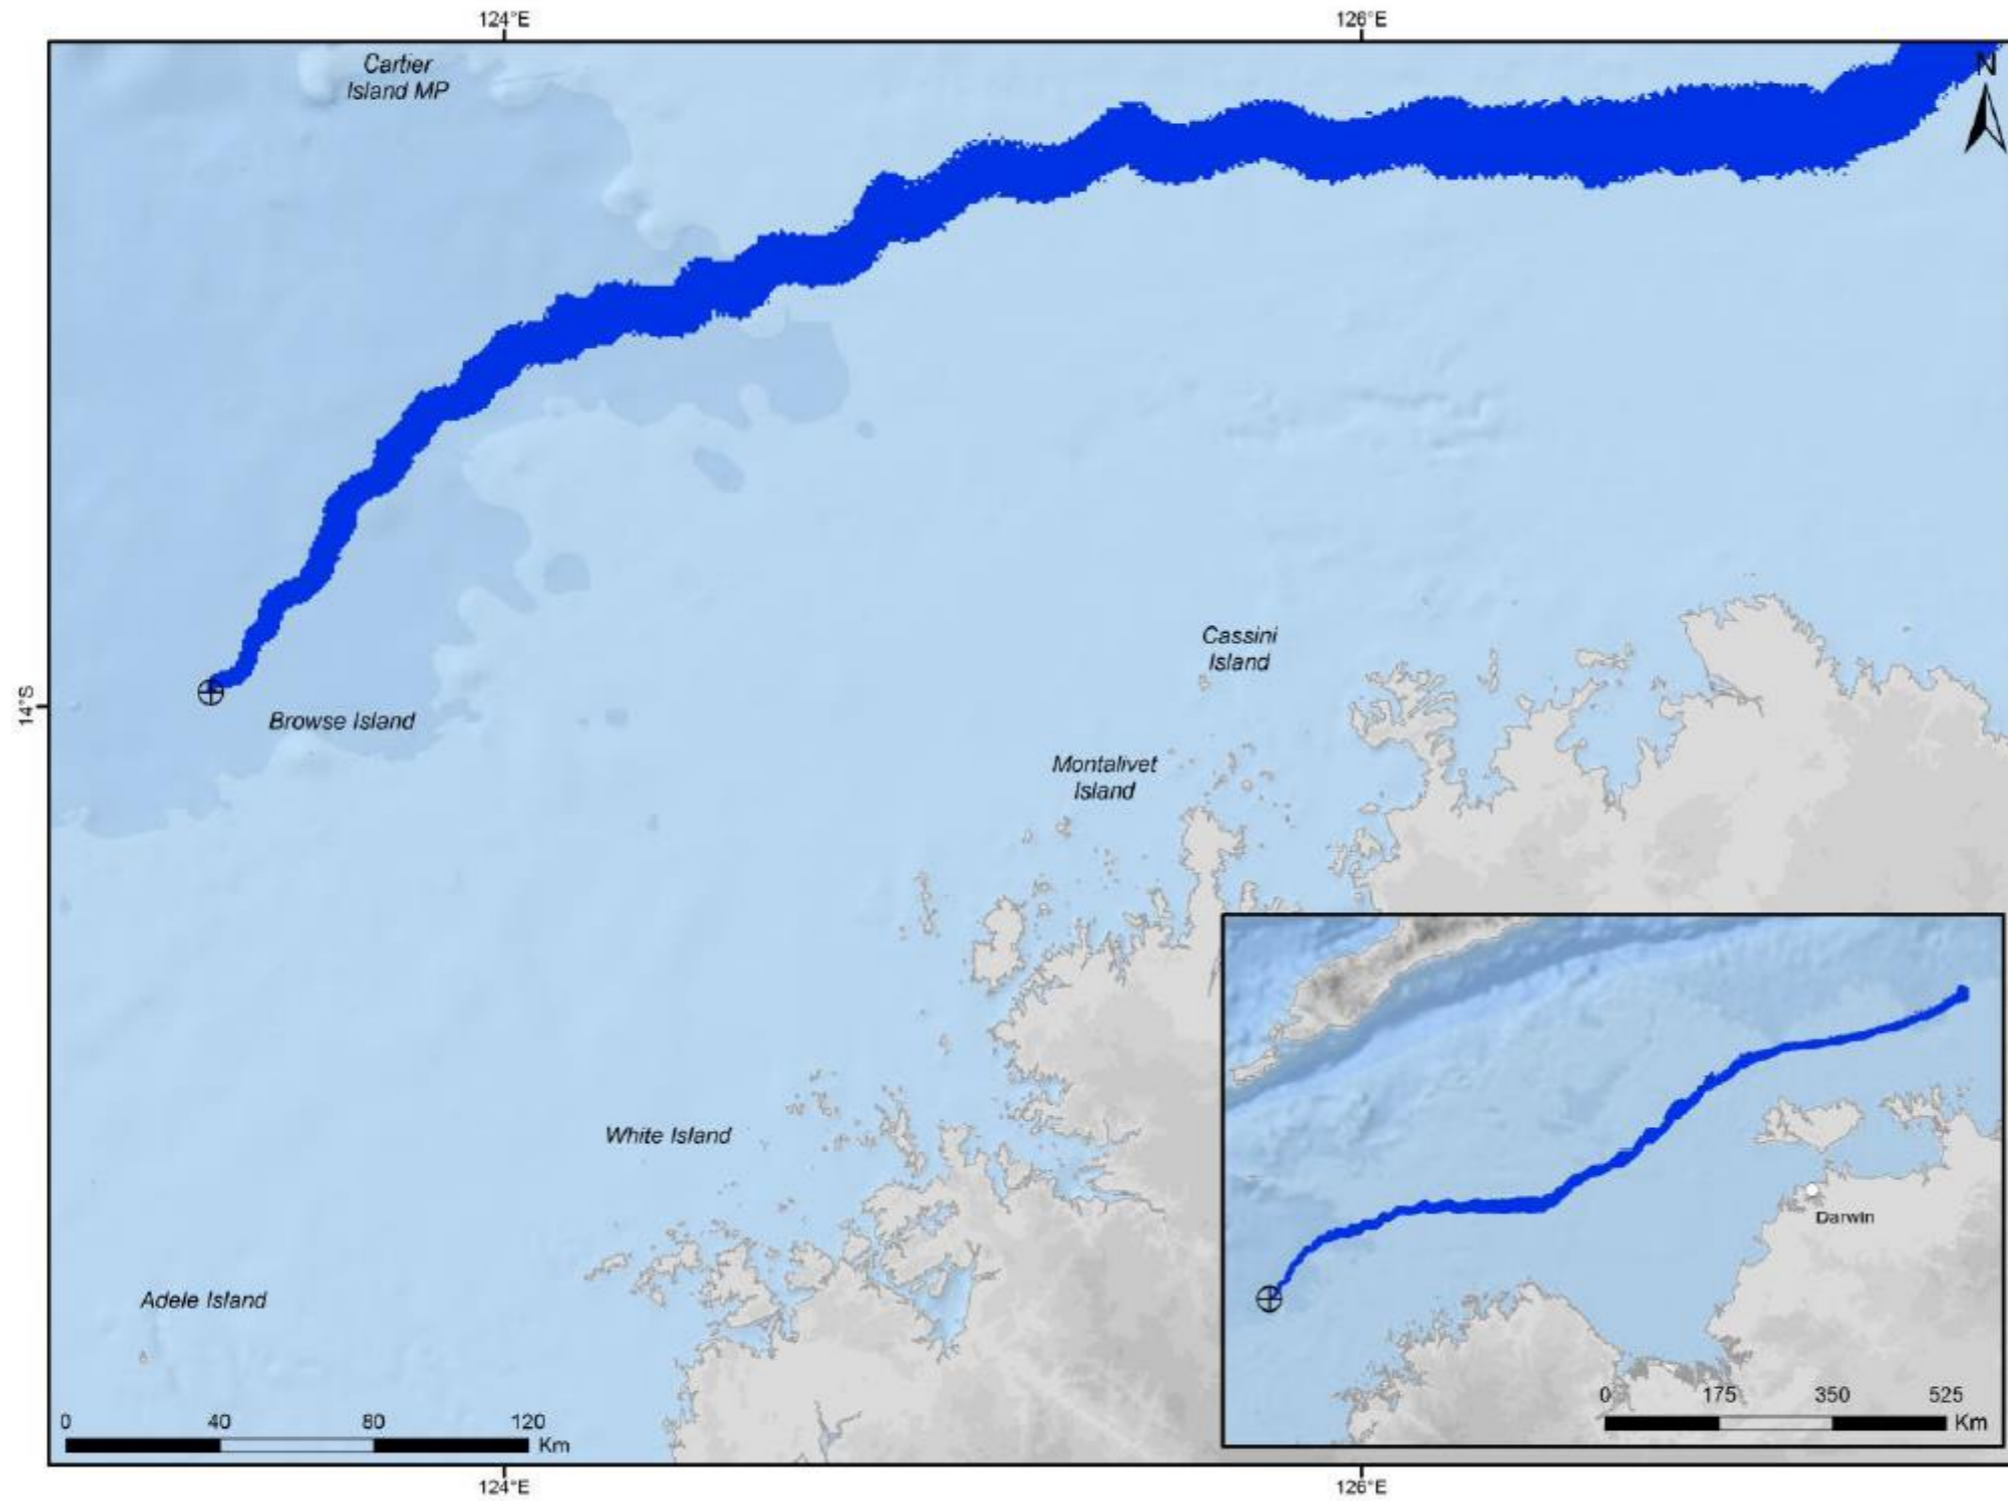 124°E
126°E
Cartier
Island MP
N
Cassini
Island
14°S
Browse Island
Montalivet
Island
White Island
Darwin
Adele Island
0 175 350 525
Km
0 40 80 120
Km
124°E
126°E